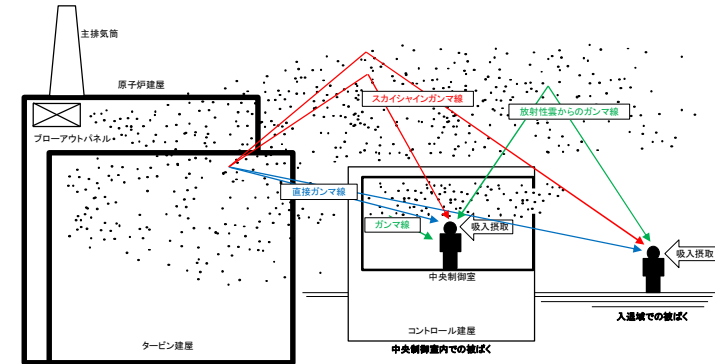 主排気筒
原子炉建屋
ブローアウトパネル
スカイシャインガンマ線
放射性雲からのガンマ線
直接ガンマ線
ガンマ線
吸入摂取
吸入摂取
中央制御室
入退域での被ばく
コントロール建屋
タービン建屋
中央制御室内での被ばく